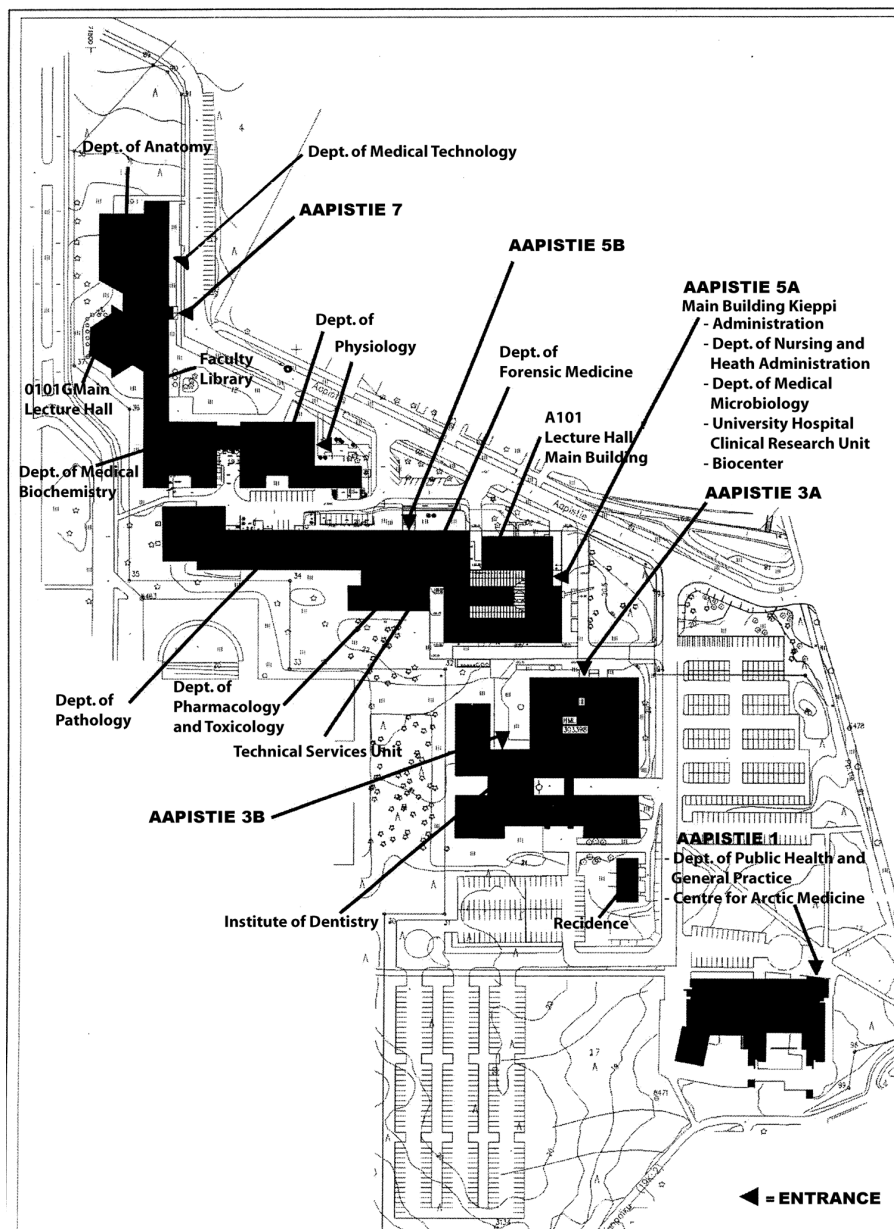 Dept. of Anatomy
Dept. of Medical Technology
AAPISTIE 7
AAPISTIE 5B
AAPISTIE 5A
Main Building Kieppi
- Administration
- Dept. of Nursing and
Heath Administration
- Dept. of Medical
Microbiology
- University Hospital
Clinical Research Unit
- Biocenter
Dept. of
Physiology
Dept. of
Forensic Medicine
Faculty
Library
0101GMain
Lecture Hall
A101
Lecture Hall
Main Building
Dept. of Medical
Biochemistry
AAPISTIE 3A
Aapistie
Aapistie
Dept. of
Pathology
Dept. of
Pharmacology
and Toxicology
Technical Services Unit
AAPISTIE 3B
AAPISTIE 1
- Dept. of Public Health and
General Practice
- Centre for Arctic Medicine
Institute of Dentistry
Recidence
= ENTRANCE